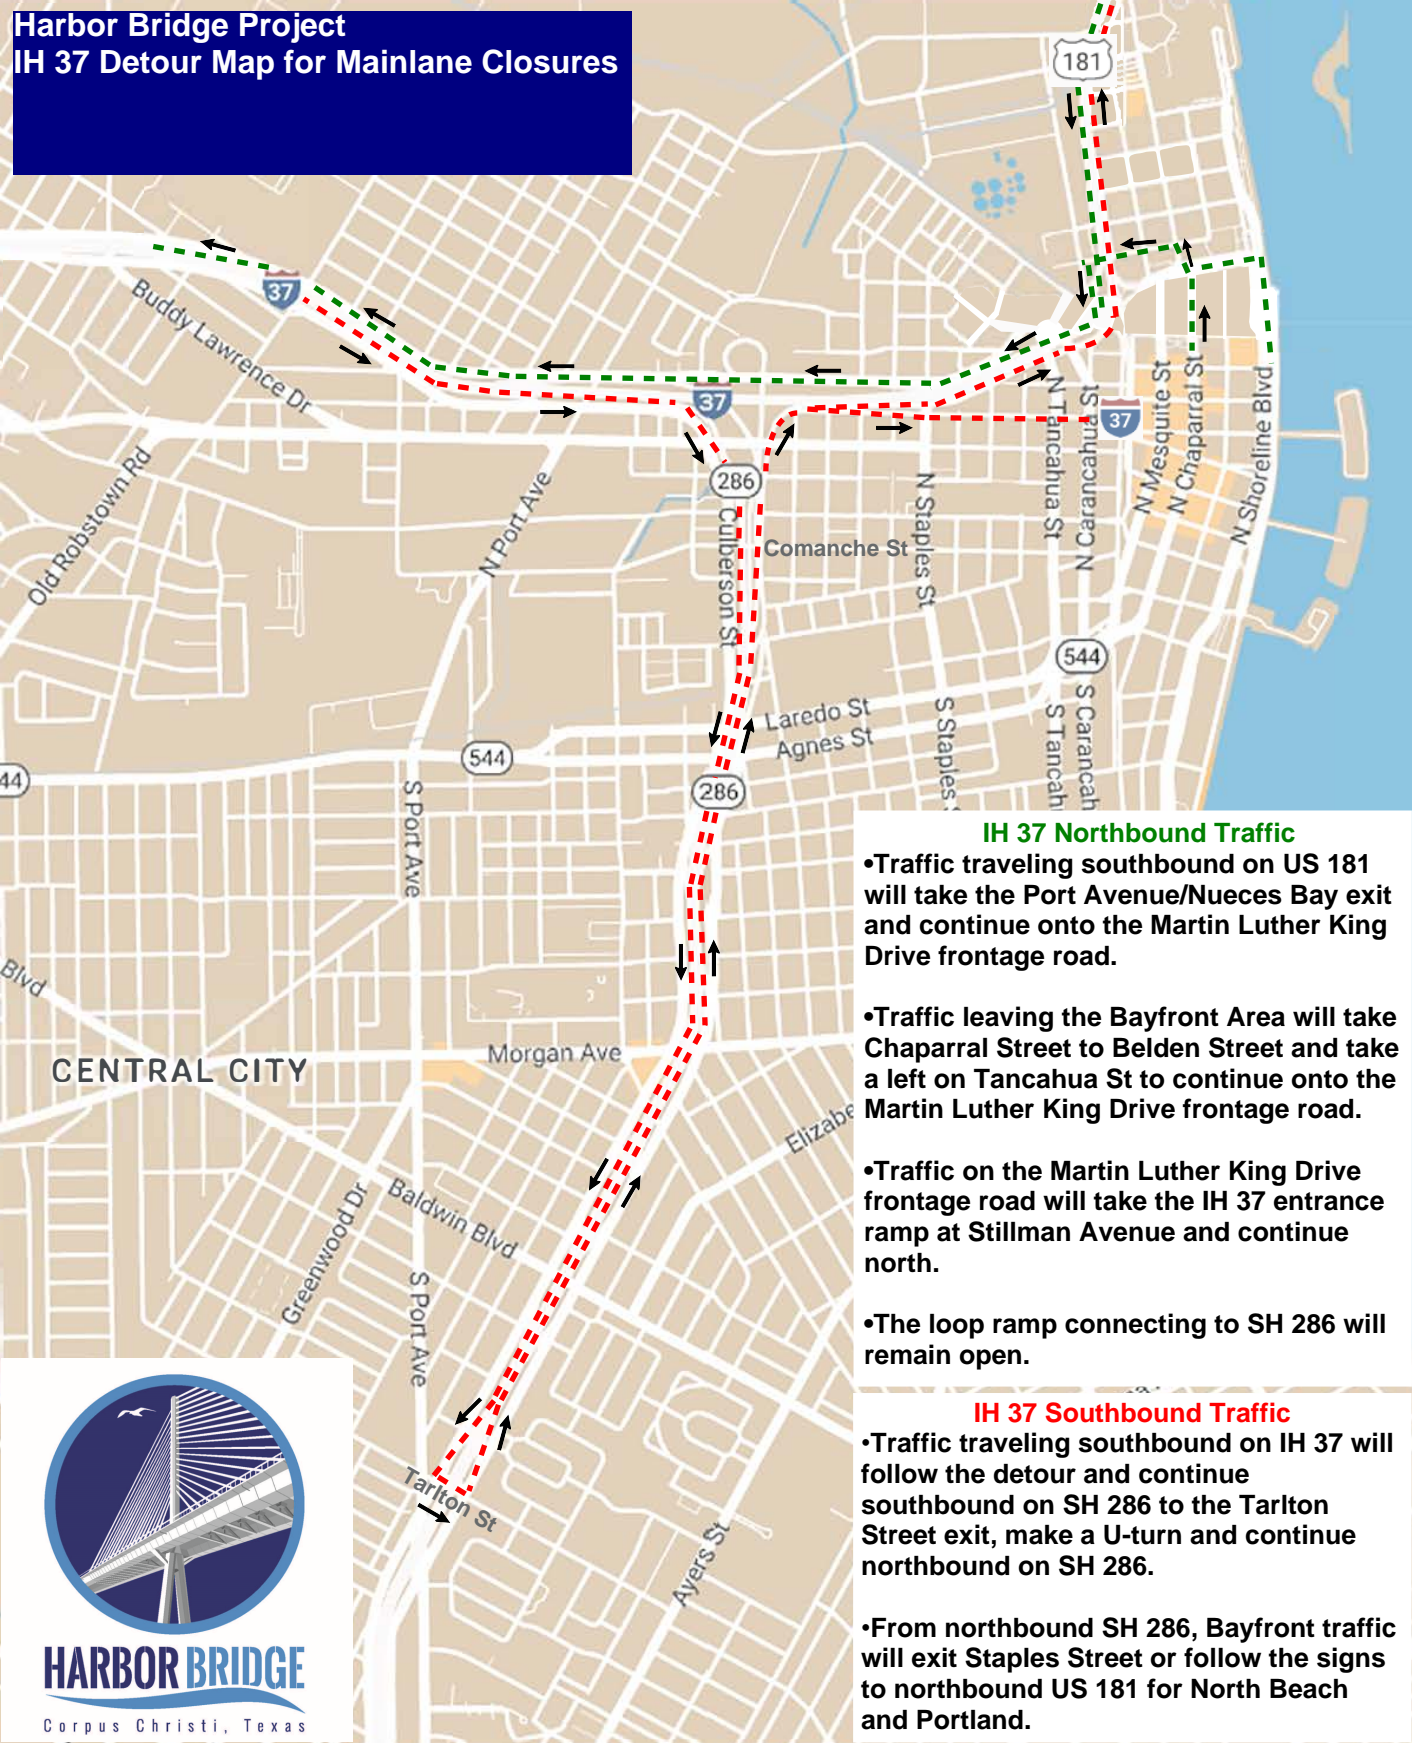 Harbor Bridge Project
IH 37 Detour Map for Mainlane Closures
181
37
Buddy Lawrence Dr
37
37
286
Old Robstown Rd
N Port Ave
Culberson St
Comanche St
N Staples St
N Tancahua St
N Carancahua St
N Mesquite St
N Chaparral St
N Shoreline Blvd
544
Laredo St
Agnes St
S Staples S
S Tancah
S Carancah
544
44
286
S Port Ave
Blvd
CENTRAL CITY
Morgan Ave
Elizabe
Baldwin Blvd
Greenwood Dr
S Port Ave
Tarlton St
Ayers St
IH 37 Northbound Traffic
•Traffic traveling southbound on US 181
will take the Port Avenue/Nueces Bay exit
and continue onto the Martin Luther King
Drive frontage road.
•Traffic leaving the Bayfront Area will take
Chaparral Street to Belden Street and take
a left on Tancahua St to continue onto the
Martin Luther King Drive frontage road.
•Traffic on the Martin Luther King Drive
frontage road will take the IH 37 entrance
ramp at Stillman Avenue and continue
north.
•The loop ramp connecting to SH 286 will
remain open.
IH 37 Southbound Traffic
•Traffic traveling southbound on IH 37 will
follow the detour and continue
southbound on SH 286 to the Tarlton
Street exit, make a U-turn and continue
northbound on SH 286.
•From northbound SH 286, Bayfront traffic
will exit Staples Street or follow the signs
to northbound US 181 for North Beach
and Portland.
HARBOR BRIDGE
Corpus Christi, Texas